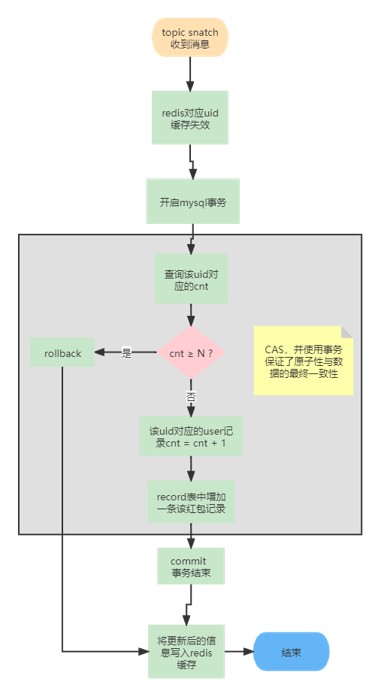 topic snatch
收到消息
redis对应uid
缓存失效
开启mysql事务
查询该uid对
应的cnt
rollback
是
cnt ≥ N ?
CAS，并使用事务
保证了原子性与数
据的最终一致性
否
该uid对应的user记
录cnt = cnt + 1
record表中增加
一条该红包记录
commit
事务结束
将更新后的信
息写入redis
缓存
结束